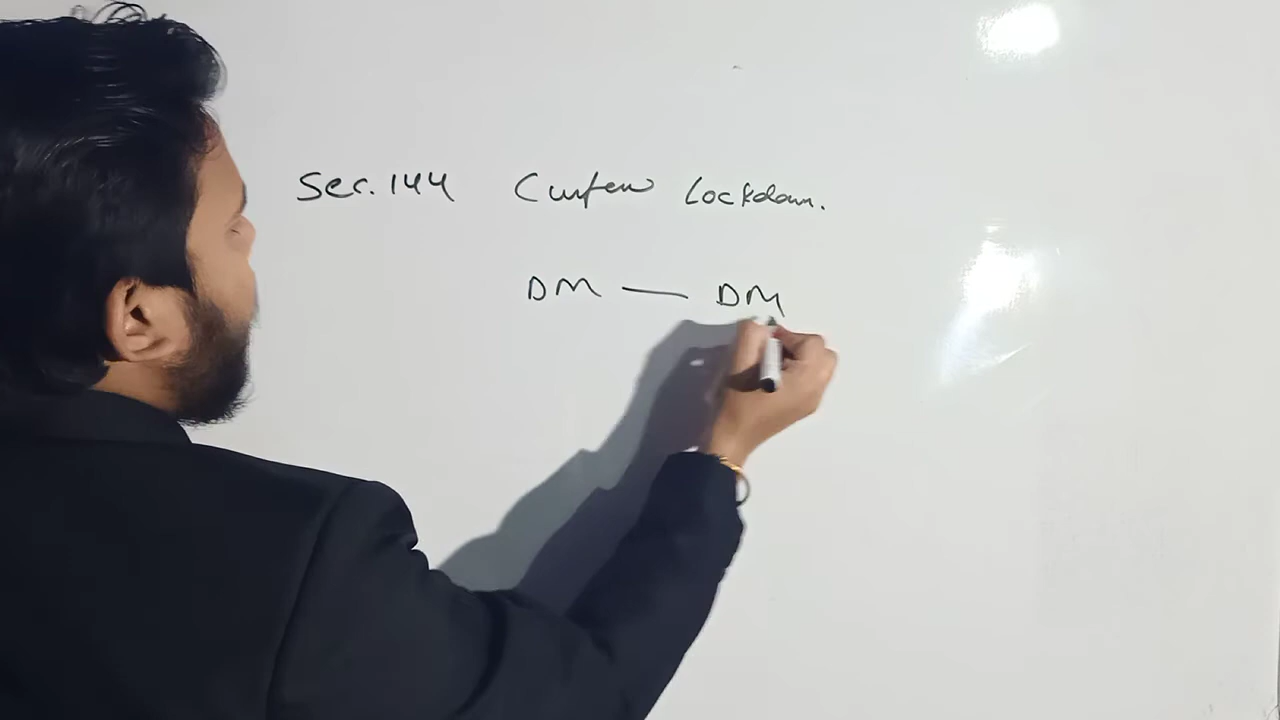 Sec. 144 Curfew Lockdown.
DM — DM